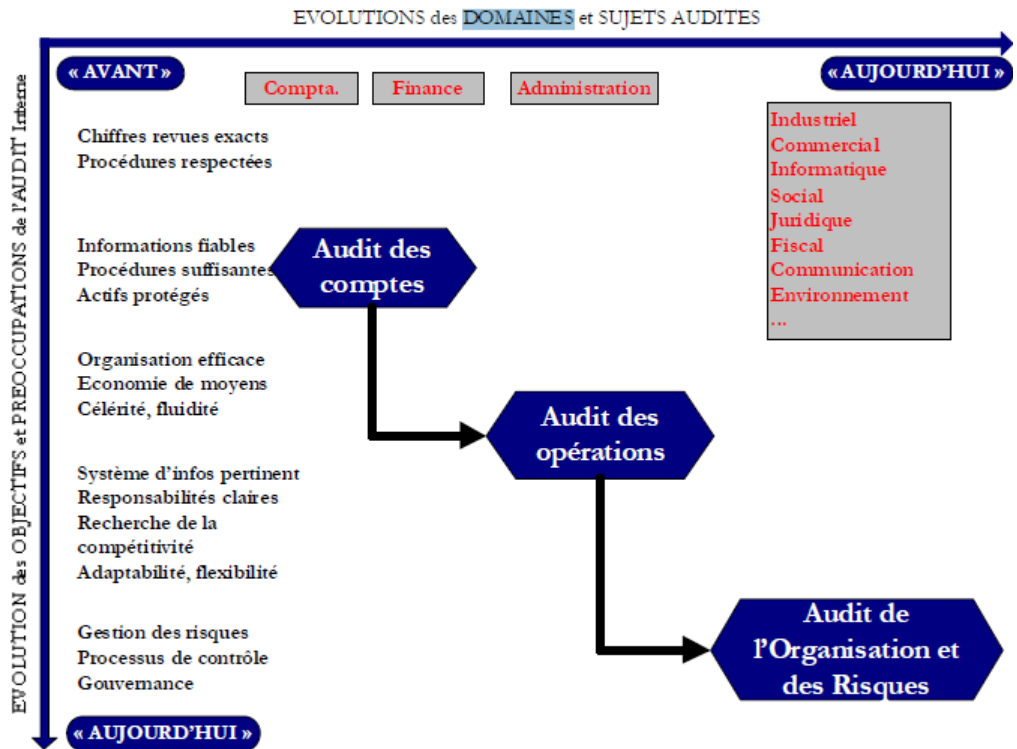 EVOLUTIONS des DOMAINES et SUJETS AUDITES
« AVANT »
« AUJOURD’HUI »
Compta.
Finance
Administration
Industriel
Commercial
Informatique
Social
Juridique
Fiscal
Communication
Environnement
...
EVOLUTION des OBJECTIFS et PREOCCUPATIONS de l’AUDIT Interne
Chiffres revues exacts
Procédures respectées
Informations fiables
Procédures suffisantes
Actifs protégés
Audit des
comptes
Organisation efficace
Economie de moyens
Célérité, fluidité
Audit des
opérations
Système d’infos pertinent
Responsabilités claires
Recherche de la
compétitivité
Adaptabilité, flexibilité
Gestion des risques
Processus de contrôle
Gouvernance
Audit de
l’Organisation et
des Risques
« AUJOURD’HUI »